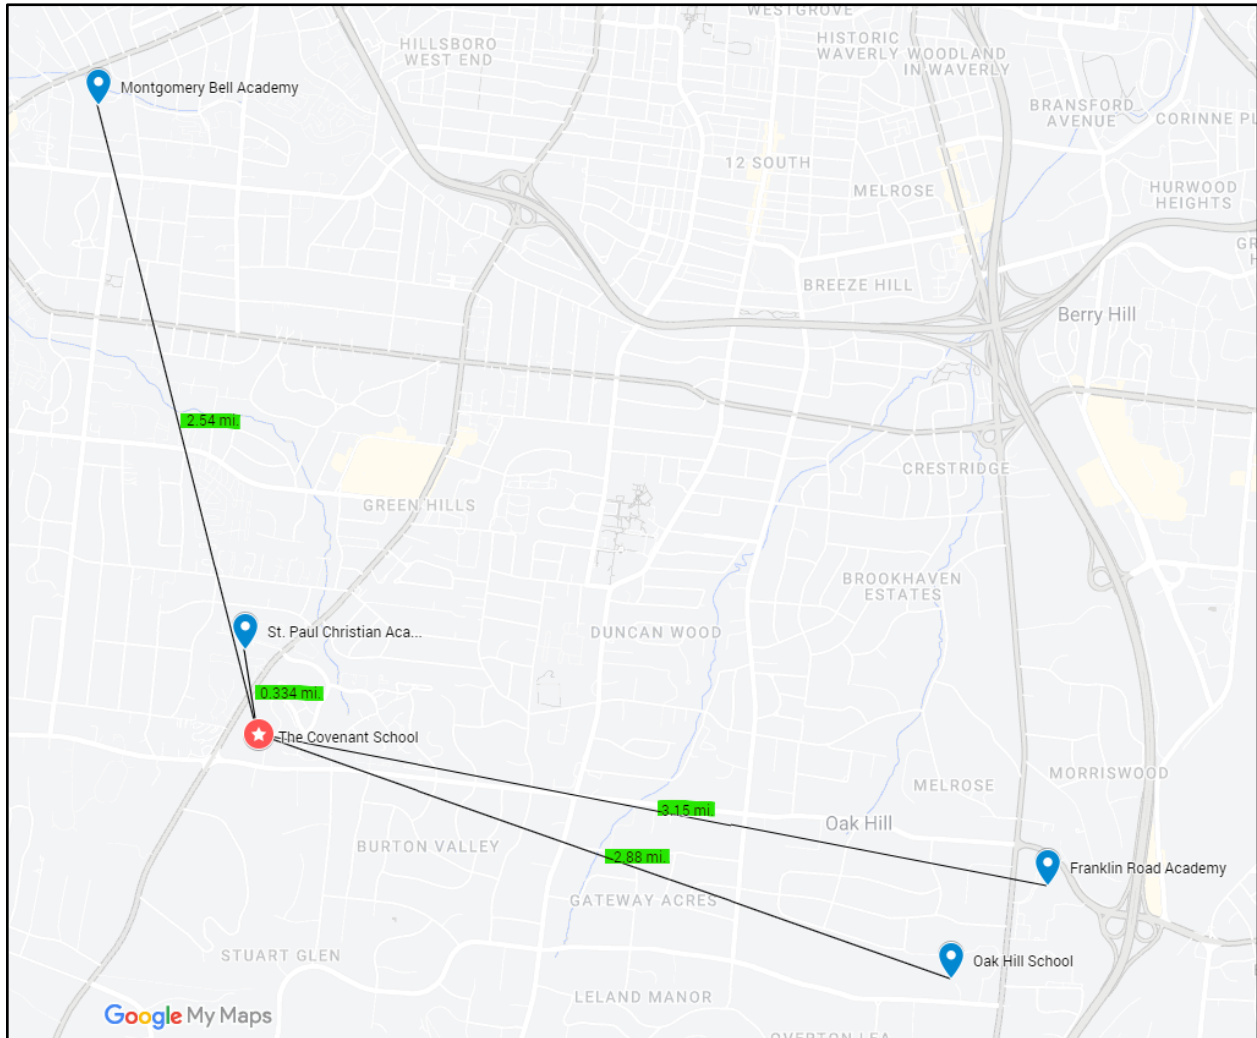 WESTGROVE
HISTORIC
WAVERLY
WOODLAND
IN WAVERLY
HILLSBORO
WEST END
Montgomery Bell Academy
BRANSFORD
AVENUE
CORINNE PL
12 SOUTH
MELROSE
HURWOOD
HEIGHTS
GR
BREEZE HILL
Berry Hill
2.54 mi.
CRESTRIDGE
GREEN HILLS
BROOKHAVEN
ESTATES
St. Paul Christian Aca...
DUNCAN WOOD
0.334 mi.
The Covenant School
MORRISWOOD
MELROSE
3.15 mi.
Oak Hill
BURTON VALLEY
2.88 mi.
Franklin Road Academy
GATEWAY ACRES
STUART GLEN
Oak Hill School
LELAND MANOR
Google My Maps
OVERTON LEA